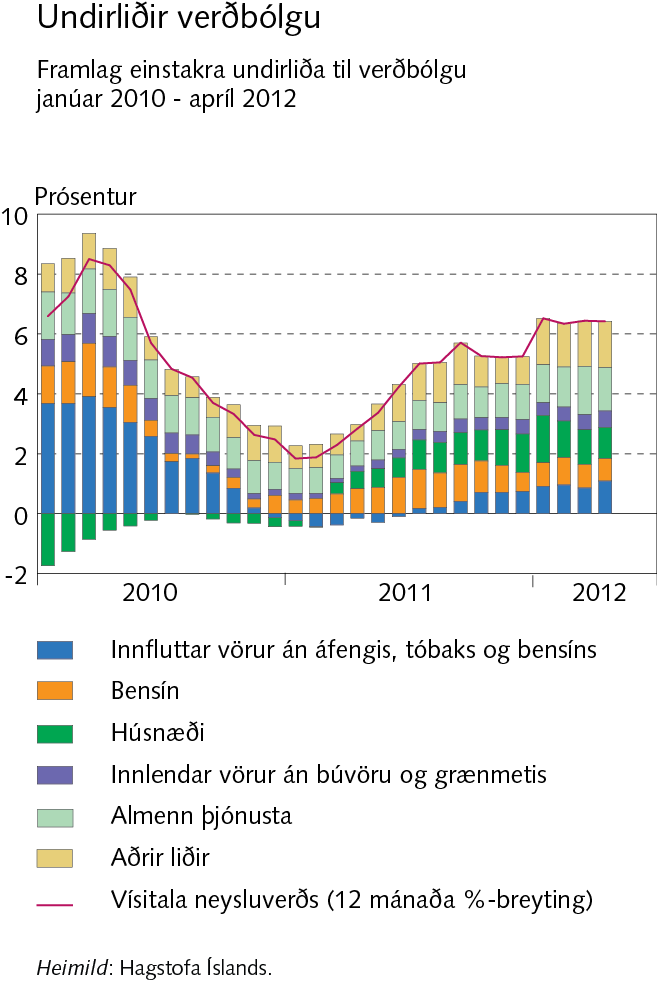 Undirliðir verðbólgu
Framlag einstakra undirliða til verðbólgu
janúar 2010 - apríl 2012
Prósentur
10
8
6
4
2
0
-2
2010
2011
2012
Innfluttar vörur án áfengis, tóbaks og bensíns
Bensín
Húsnæði
Innlendar vörur án búvöru og grænmetis
Almenn þjónusta
Aðrir liðir
Vísitala neysluverðs (12 mánaða %-breyting)
Heimild: Hagstofa Íslands.